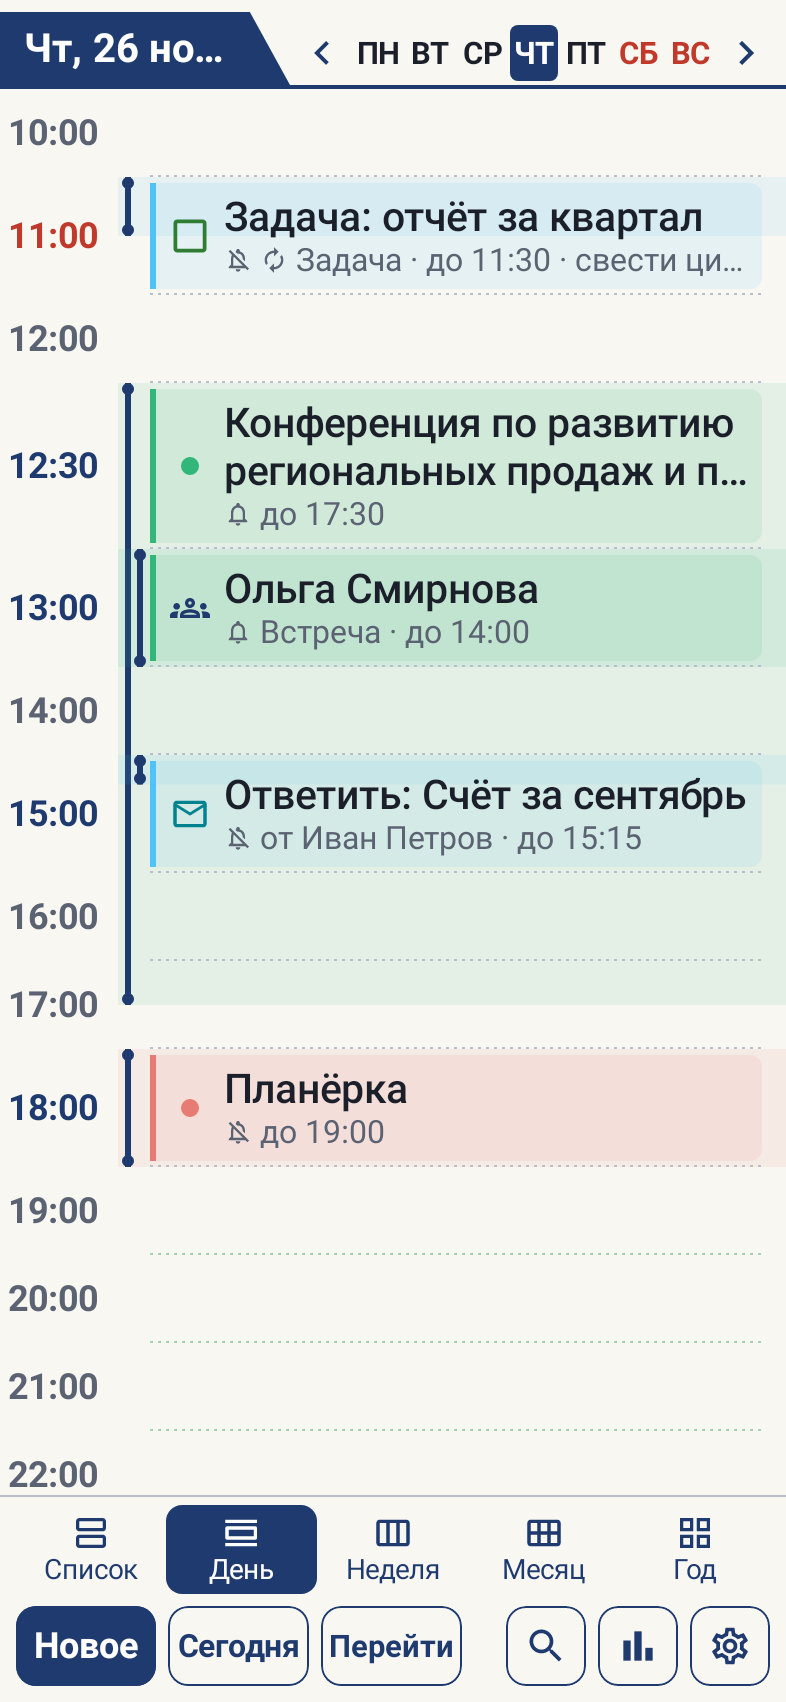 Чт, 26 но...
ПН ВТ СР ЧТ ПТ СБ ВС
10:00
11:00
Задача: отчёт за квартал
Задача · до 11:30 · свести ци...
12:00
12:30
Конференция по развитию
региональных продаж и п...
до 17:30
13:00
Ольга Смирнова
Встреча · до 14:00
14:00
15:00
Ответить: Счёт за сентябрь
от Иван Петров · до 15:15
16:00
17:00
18:00
Планёрка
до 19:00
19:00
20:00
21:00
22:00
Список День Неделя Месяц Год
Новое Сегодня Перейти